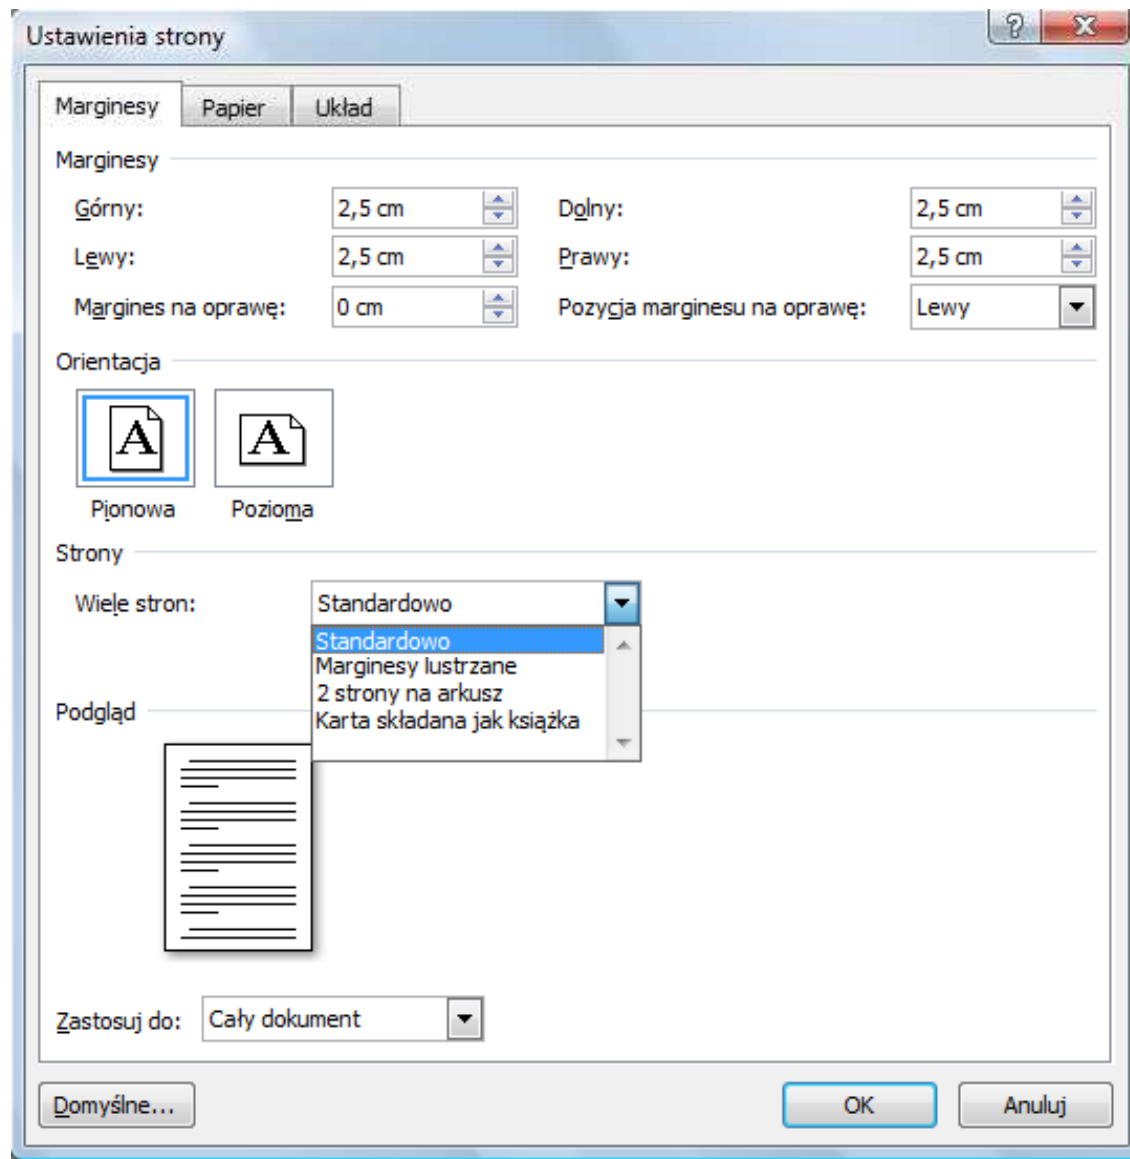 Ustawienia strony
Marginesy Papier Układ
Marginesy
Górny: 2,5 cm Dolny: 2,5 cm
Lewy: 2,5 cm Prawy: 2,5 cm
Margines na oprawę: 0 cm Pozycja marginesu na oprawę: Lewy
Orientacja
A A
Pionowa Pozioma
Strony
Wiele stron: Standardowo
Standardowo
Marginesy lustrzane
2 strony na arkusz
Karta składana jak książka
Podgląd
Zastosuj do: Cały dokument
Domyślne... OK Anuluj